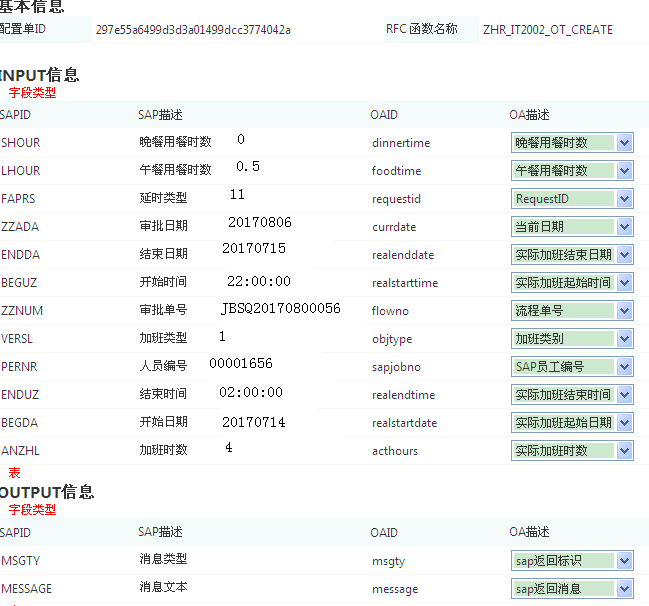 基本信息
配置单ID 297e55a6499d3d3a01499dcc3774042a RFC 函数名称 ZHR_IT2002_OT_CREATE
INPUT信息
字段类型
SAPID SAP描述 OAID OA描述
SHOUR 晚餐用餐时数 0 dinnertime 晚餐用餐时数
LHOUR 午餐用餐时数 0.5 foodtime 午餐用餐时数
FAPRS 延时类型 11 requestid RequestID
ZZADA 审批日期 20170806 currdate 当前日期
ENDDA 结束日期 20170715 realenddate 实际加班结束日期
BEGUZ 开始时间 22:00:00 realstarttime 实际加班起始时间
ZZNUM 审批单号 JBSQ20170800056 flowno 流程单号
VERSL 加班类型 1 objtype 加班类别
PERNR 人员编号 00001656 sapjobno SAP员工编号
ENDUZ 结束时间 02:00:00 realendtime 实际加班结束时间
BEGDA 开始日期 20170714 realstartdate 实际加班起始日期
ANZHL 加班时数 4 acthours 实际加班时数
表
OUTPUT信息
字段类型
SAPID SAP描述 OAID OA描述
MSGTY 消息类型 msgty sap返回标识
MESSAGE 消息文本 message sap返回消息